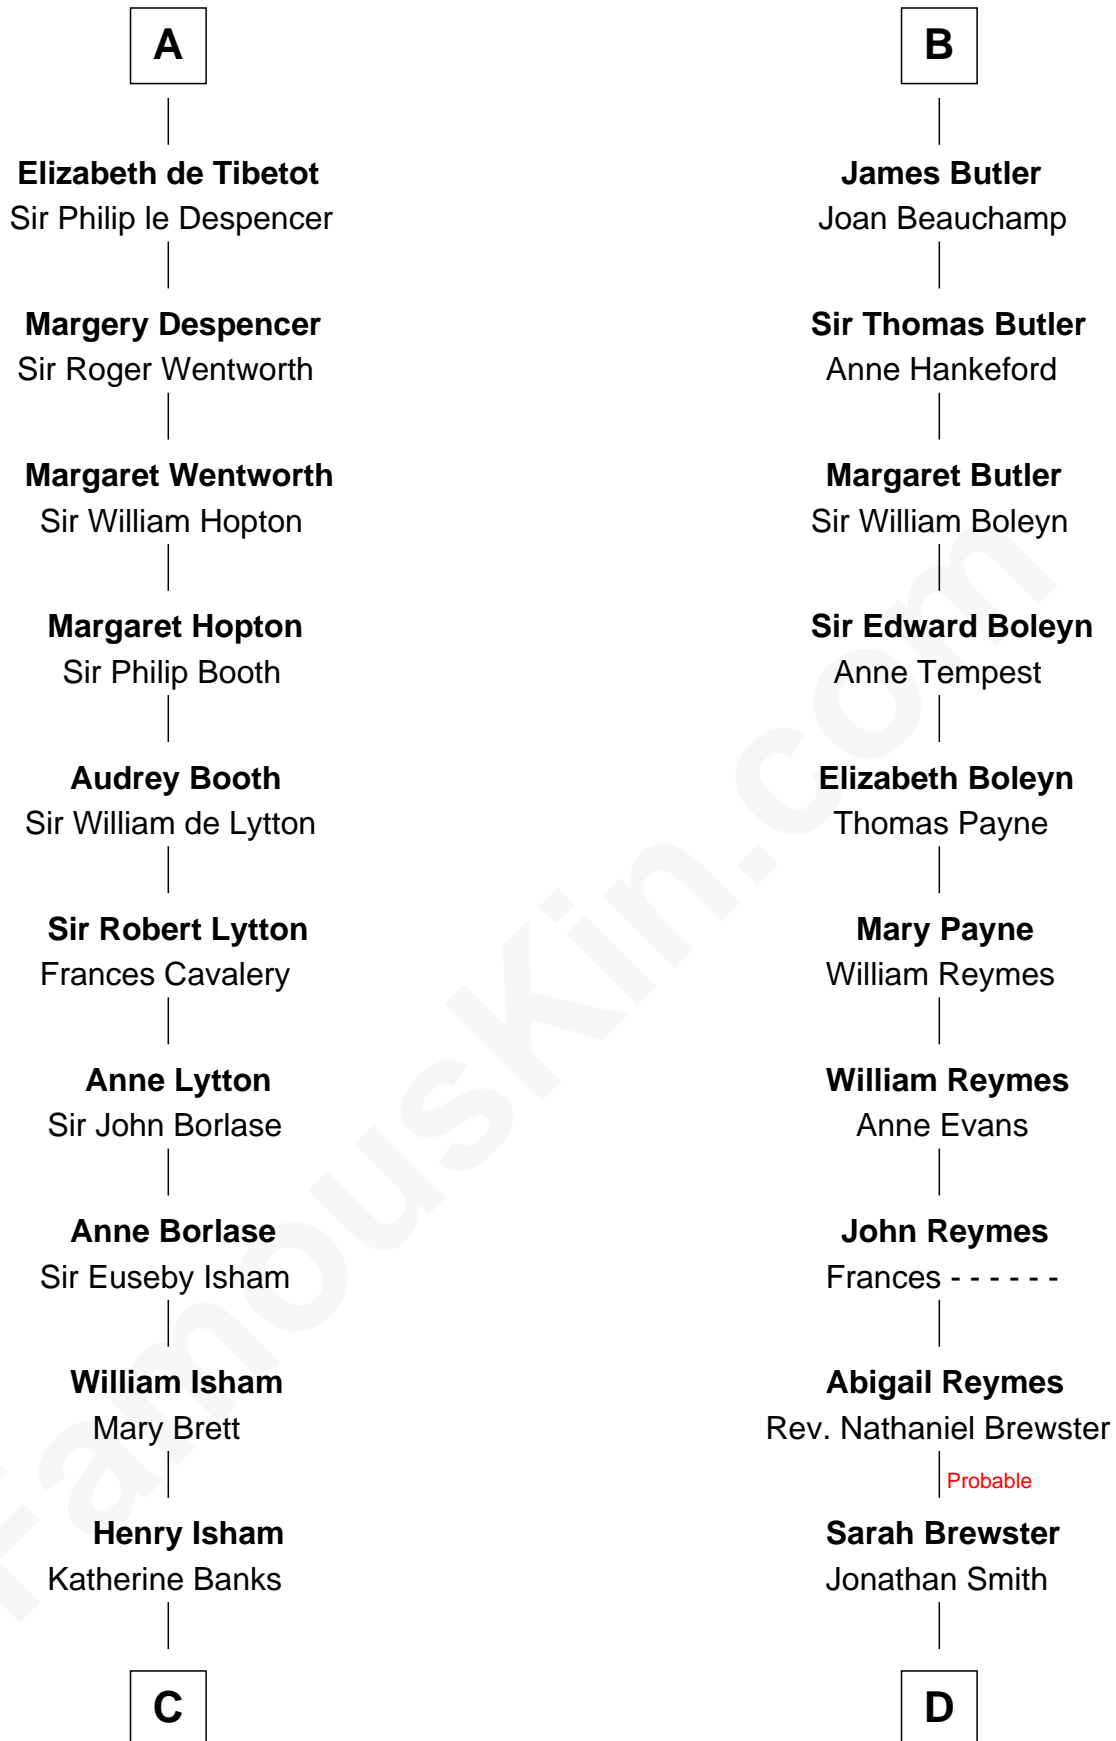 A
Elizabeth de Tibetot
Sir Philip le Despencer
Margery Despencer
Sir Roger Wentworth
Margaret Wentworth
Sir William Hopton
Margaret Hopton
Sir Philip Booth
Audrey Booth
Sir William de Lytton
Sir Robert Lytton
Frances Cavalery
Anne Lytton
Sir John Borlase
Anne Borlase
Sir Euseby Isham
William Isham
Mary Brett
Henry Isham
Katherine Banks
C
B
James Butler
Joan Beauchamp
Sir Thomas Butler
Anne Hankeford
Margaret Butler
Sir William Boleyn
Sir Edward Boleyn
Anne Tempest
Elizabeth Boleyn
Thomas Payne
Mary Payne
William Reymes
William Reymes
Anne Evans
John Reymes
Frances - - - - - -
Abigail Reymes
Rev. Nathaniel Brewster
Probable
Sarah Brewster
Jonathan Smith
D
FamousKin.com